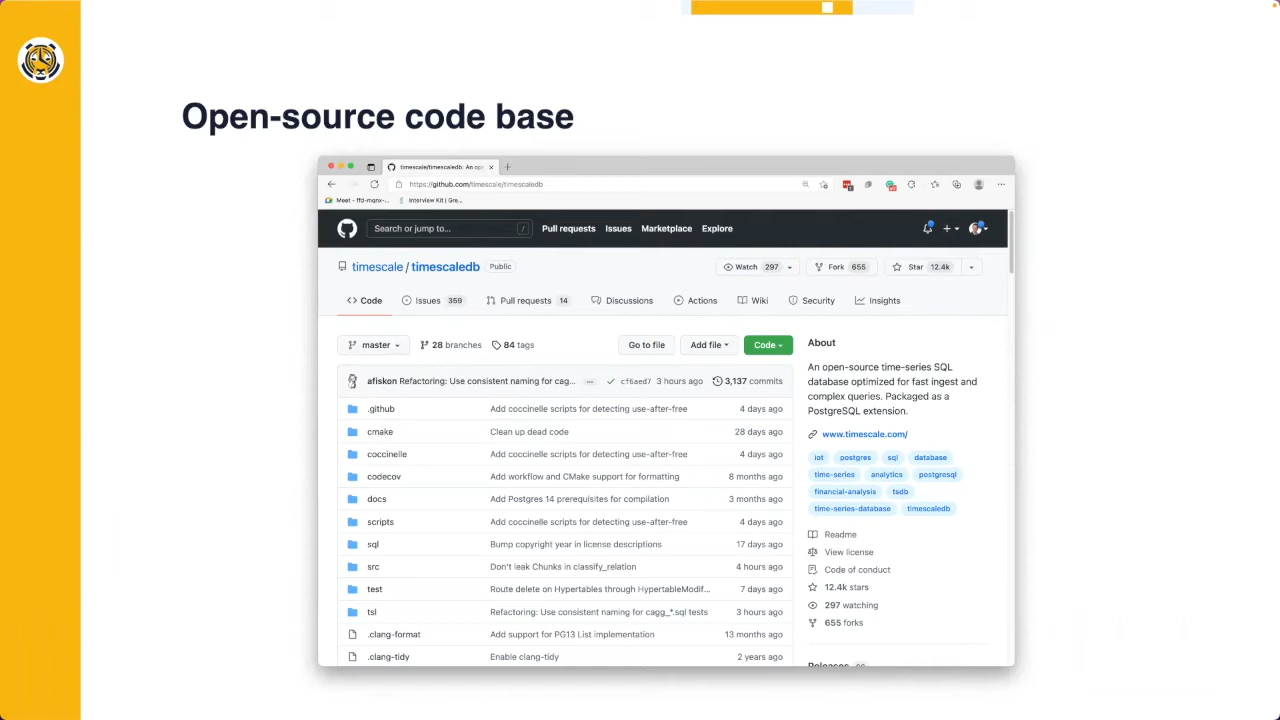 Open-source code base
timescale/timescaledb: An op
https://github.com/timescale/timescaledb
Meet – ffd-mqnx-... Interview Kit | Gre...
Search or jump to... / Pull requests Issues Marketplace Explore
timescale / timescaledb Public Watch 297 Fork 655 Star 12.4k
Code Issues 359 Pull requests 14 Discussions Actions Wiki Security Insights
master 28 branches 84 tags Go to file Add file Code
afiskon Refactoring: Use consistent naming for cag... ... cf6aed7 3 hours ago 3,137 commits
.github Add coccinelle scripts for detecting use-after-free 4 days ago
cmake Clean up dead code 28 days ago
coccinelle Add coccinelle scripts for detecting use-after-free 4 days ago
codecov Add workflow and CMake support for formatting 8 months ago
docs Add Postgres 14 prerequisites for compilation 3 months ago
scripts Add coccinelle scripts for detecting use-after-free 4 days ago
sql Bump copyright year in license descriptions 17 days ago
src Don't leak Chunks in classify_relation 4 hours ago
test Route delete on Hypertables through HypertableModif... 7 days ago
tsl Refactoring: Use consistent naming for cagg_*.sql tests 3 hours ago
.clang-format Add support for PG13 List implementation 13 months ago
.clang-tidy Enable clang-tidy 2 years ago
About
An open-source time-series SQL
database optimized for fast ingest and
complex queries. Packaged as a
PostgreSQL extension.
www.timescale.com/
iot postgres sql database
time-series analytics postgresql
financial-analysis tsdb
time-series-database timescaledb
Readme
View license
Code of conduct
12.4k stars
297 watching
655 forks
Releases